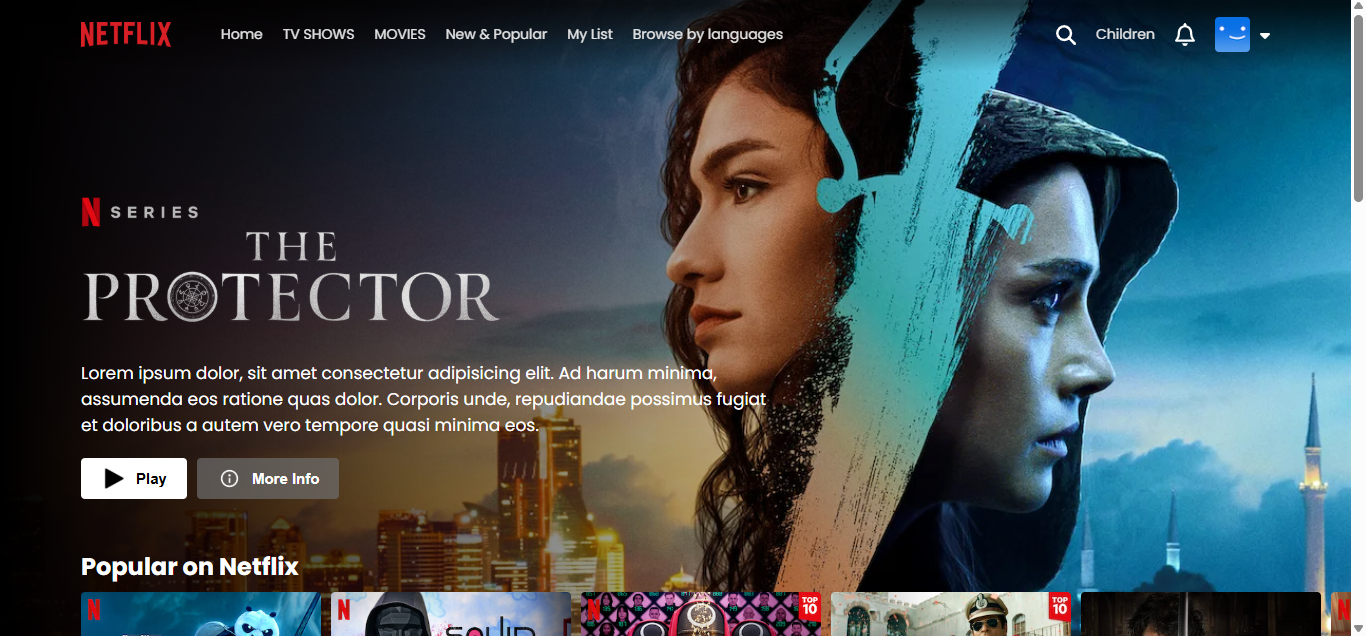 NETFLIX
Home
TV SHOWS
MOVIES
New & Popular
My List
Browse by languages
Children
N SERIES
THE
PROTECTOR
Lorem ipsum dolor, sit amet consectetur adipisicing elit. Ad harum minima,
assumenda eos ratione quas dolor. Corporis unde, repudiandae possimus fugiat
et doloribus a autem vero tempore quasi minima eos.
Play
More Info
Popular on Netflix
N
N
N
TOP
10
TOP
10
N